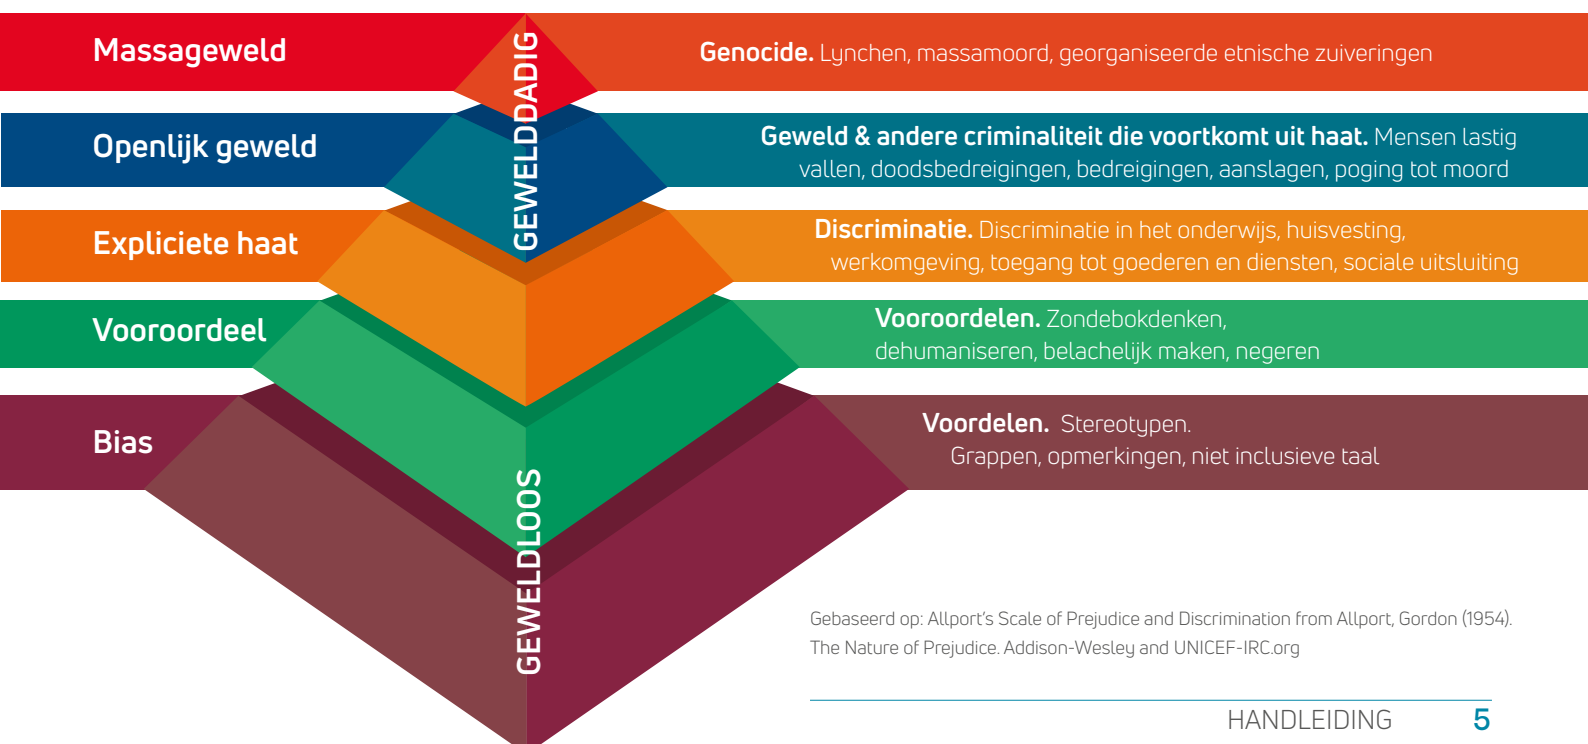 Massageweld
Genocide. Lynchen, massamoord, georganiseerde etnische zuiveringen
GEWELDDADIG
Openlijk geweld
Geweld & andere criminaliteit die voortkomt uit haat. Mensen lastig
vallen, doodsbedreigingen, bedreigingen, aanslagen, poging tot moord
Expliciete haat
Discriminatie. Discriminatie in het onderwijs, huisvesting,
werkomgeving, toegang tot goederen en diensten, sociale uitsluiting
Vooroordeel
Vooroordelen. Zondebokdenken,
dehumaniseren, belachelijk maken, negeren
Bias
Voordelen. Stereotypen.
Grappen, opmerkingen, niet inclusieve taal
GEWELDLOOS
Gebaseerd op: Allport's Scale of Prejudice and Discrimination from Allport, Gordon (1954).
The Nature of Prejudice. Addison-Wesley and UNICEF-IRC.org
HANDLEIDING 5